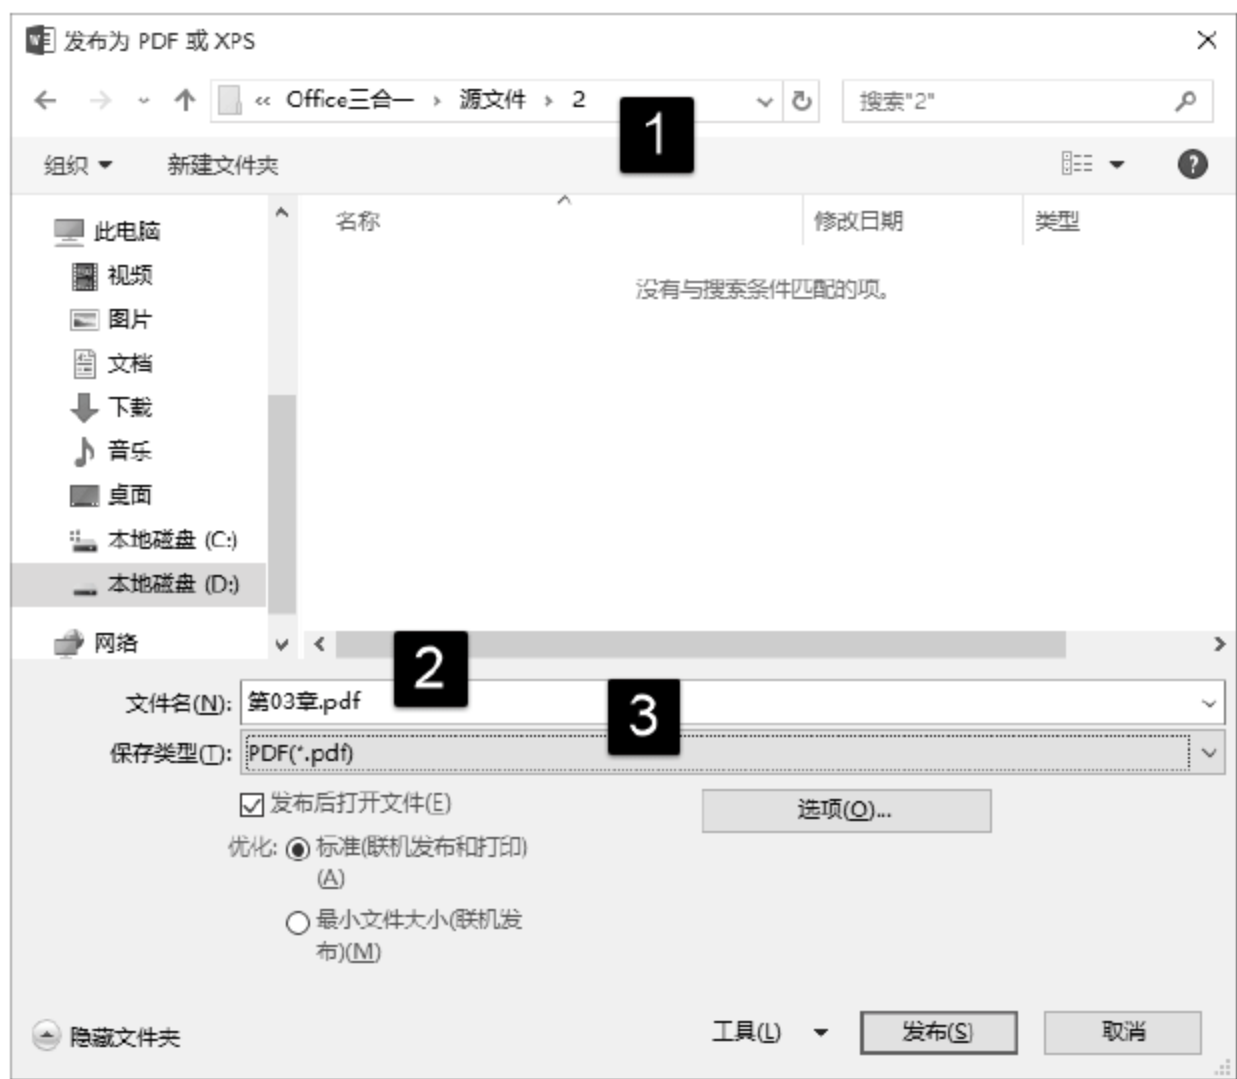 发布为 PDF 或 XPS
« Office三合一 › 源文件 › 2
搜索"2"
1
组织
新建文件夹
?
名称
修改日期
类型
没有与搜索条件匹配的项。
此电脑
视频
图片
文档
下载
音乐
桌面
本地磁盘 (C:)
本地磁盘 (D:)
网络
2
文件名(N): 第03章.pdf
3
保存类型(T): PDF(*.pdf)
发布后打开文件(E)
选项(O)...
优化: 标准(联机发布和打印)
(A)
最小文件大小(联机发
布)(M)
隐藏文件夹
工具(L)
发布(S)
取消